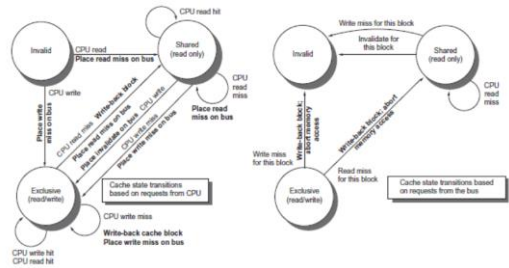 CPU read hit
Invalid
CPU read
Place read miss on bus
Shared
(read only)
CPU write
Place write
miss on bus
CPU read miss Write-back block
Place read miss on bus
CPU write
Place invalidate on bus
CPU write miss
Place write miss on bus
CPU
read
miss
Place read
miss on bus
Exclusive
(read/write)
Cache state transitions
based on requests from CPU
CPU write miss
Write-back cache block
Place write miss on bus
CPU write hit
CPU read hit
Write miss for this block
Invalid
Invalidate for
this block
Shared
(read only)
CPU
read
miss
Write-back block;
abort memory
access
Write-back block; abort
memory access
Write miss
for this block
Read miss
for this block
Exclusive
(read/write)
Cache state transitions based
on requests from the bus